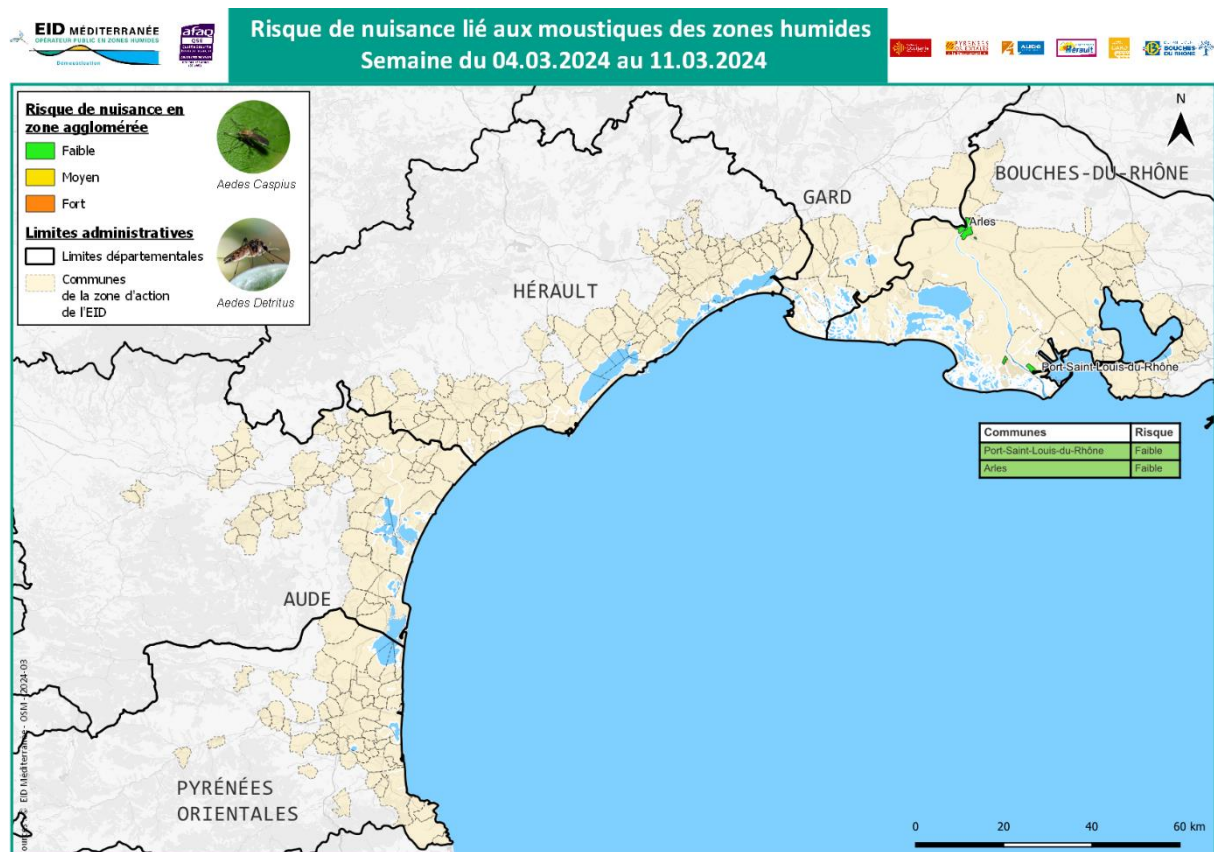 EID MÉDITERRANÉE
OPÉRATEUR PUBLIC EN ZONES HUMIDES
Démoustication
afaq
QSE
Risque de nuisance lié aux moustiques des zones humides
Semaine du 04.03.2024 au 11.03.2024
AUDE
Hérault
GARD
BOUCHES
DU RHÔNE
Risque de nuisance en
zone agglomérée
Faible
Moyen
Fort
Aedes Caspius
Limites administratives
Limites départementales
Communes
de la zone d'action
de l'EID
Aedes Detritus
N
BOUCHES-DU-RHÔNE
GARD
Arles
HÉRAULT
Port-Saint-Louis-du-Rhône
Communes Risque
Port-Saint-Louis-du-Rhône Faible
Arles Faible
AUDE
PYRÉNÉES
ORIENTALES
EID Méditerranée - OSM - 2024-03
0 20 40 60 km